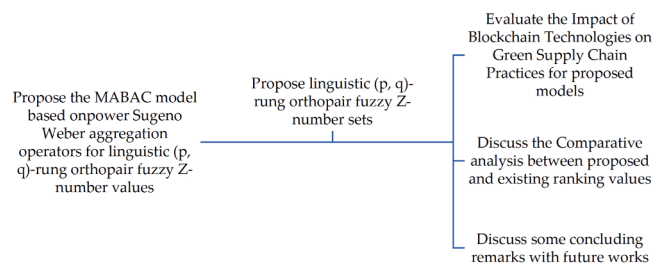 Propose the MABAC model
based onpower Sugeno
Weber aggregation
operators for linguistic (p,
q)-rung orthopair fuzzy Z-
number values
Propose linguistic (p, q)-
rung orthopair fuzzy Z-
number sets
Evaluate the Impact of
Blockchain Technologies on
Green Supply Chain
Practices for proposed
models
Discuss the Comparative
analysis between proposed
and existing ranking values
Discuss some concluding
remarks with future works